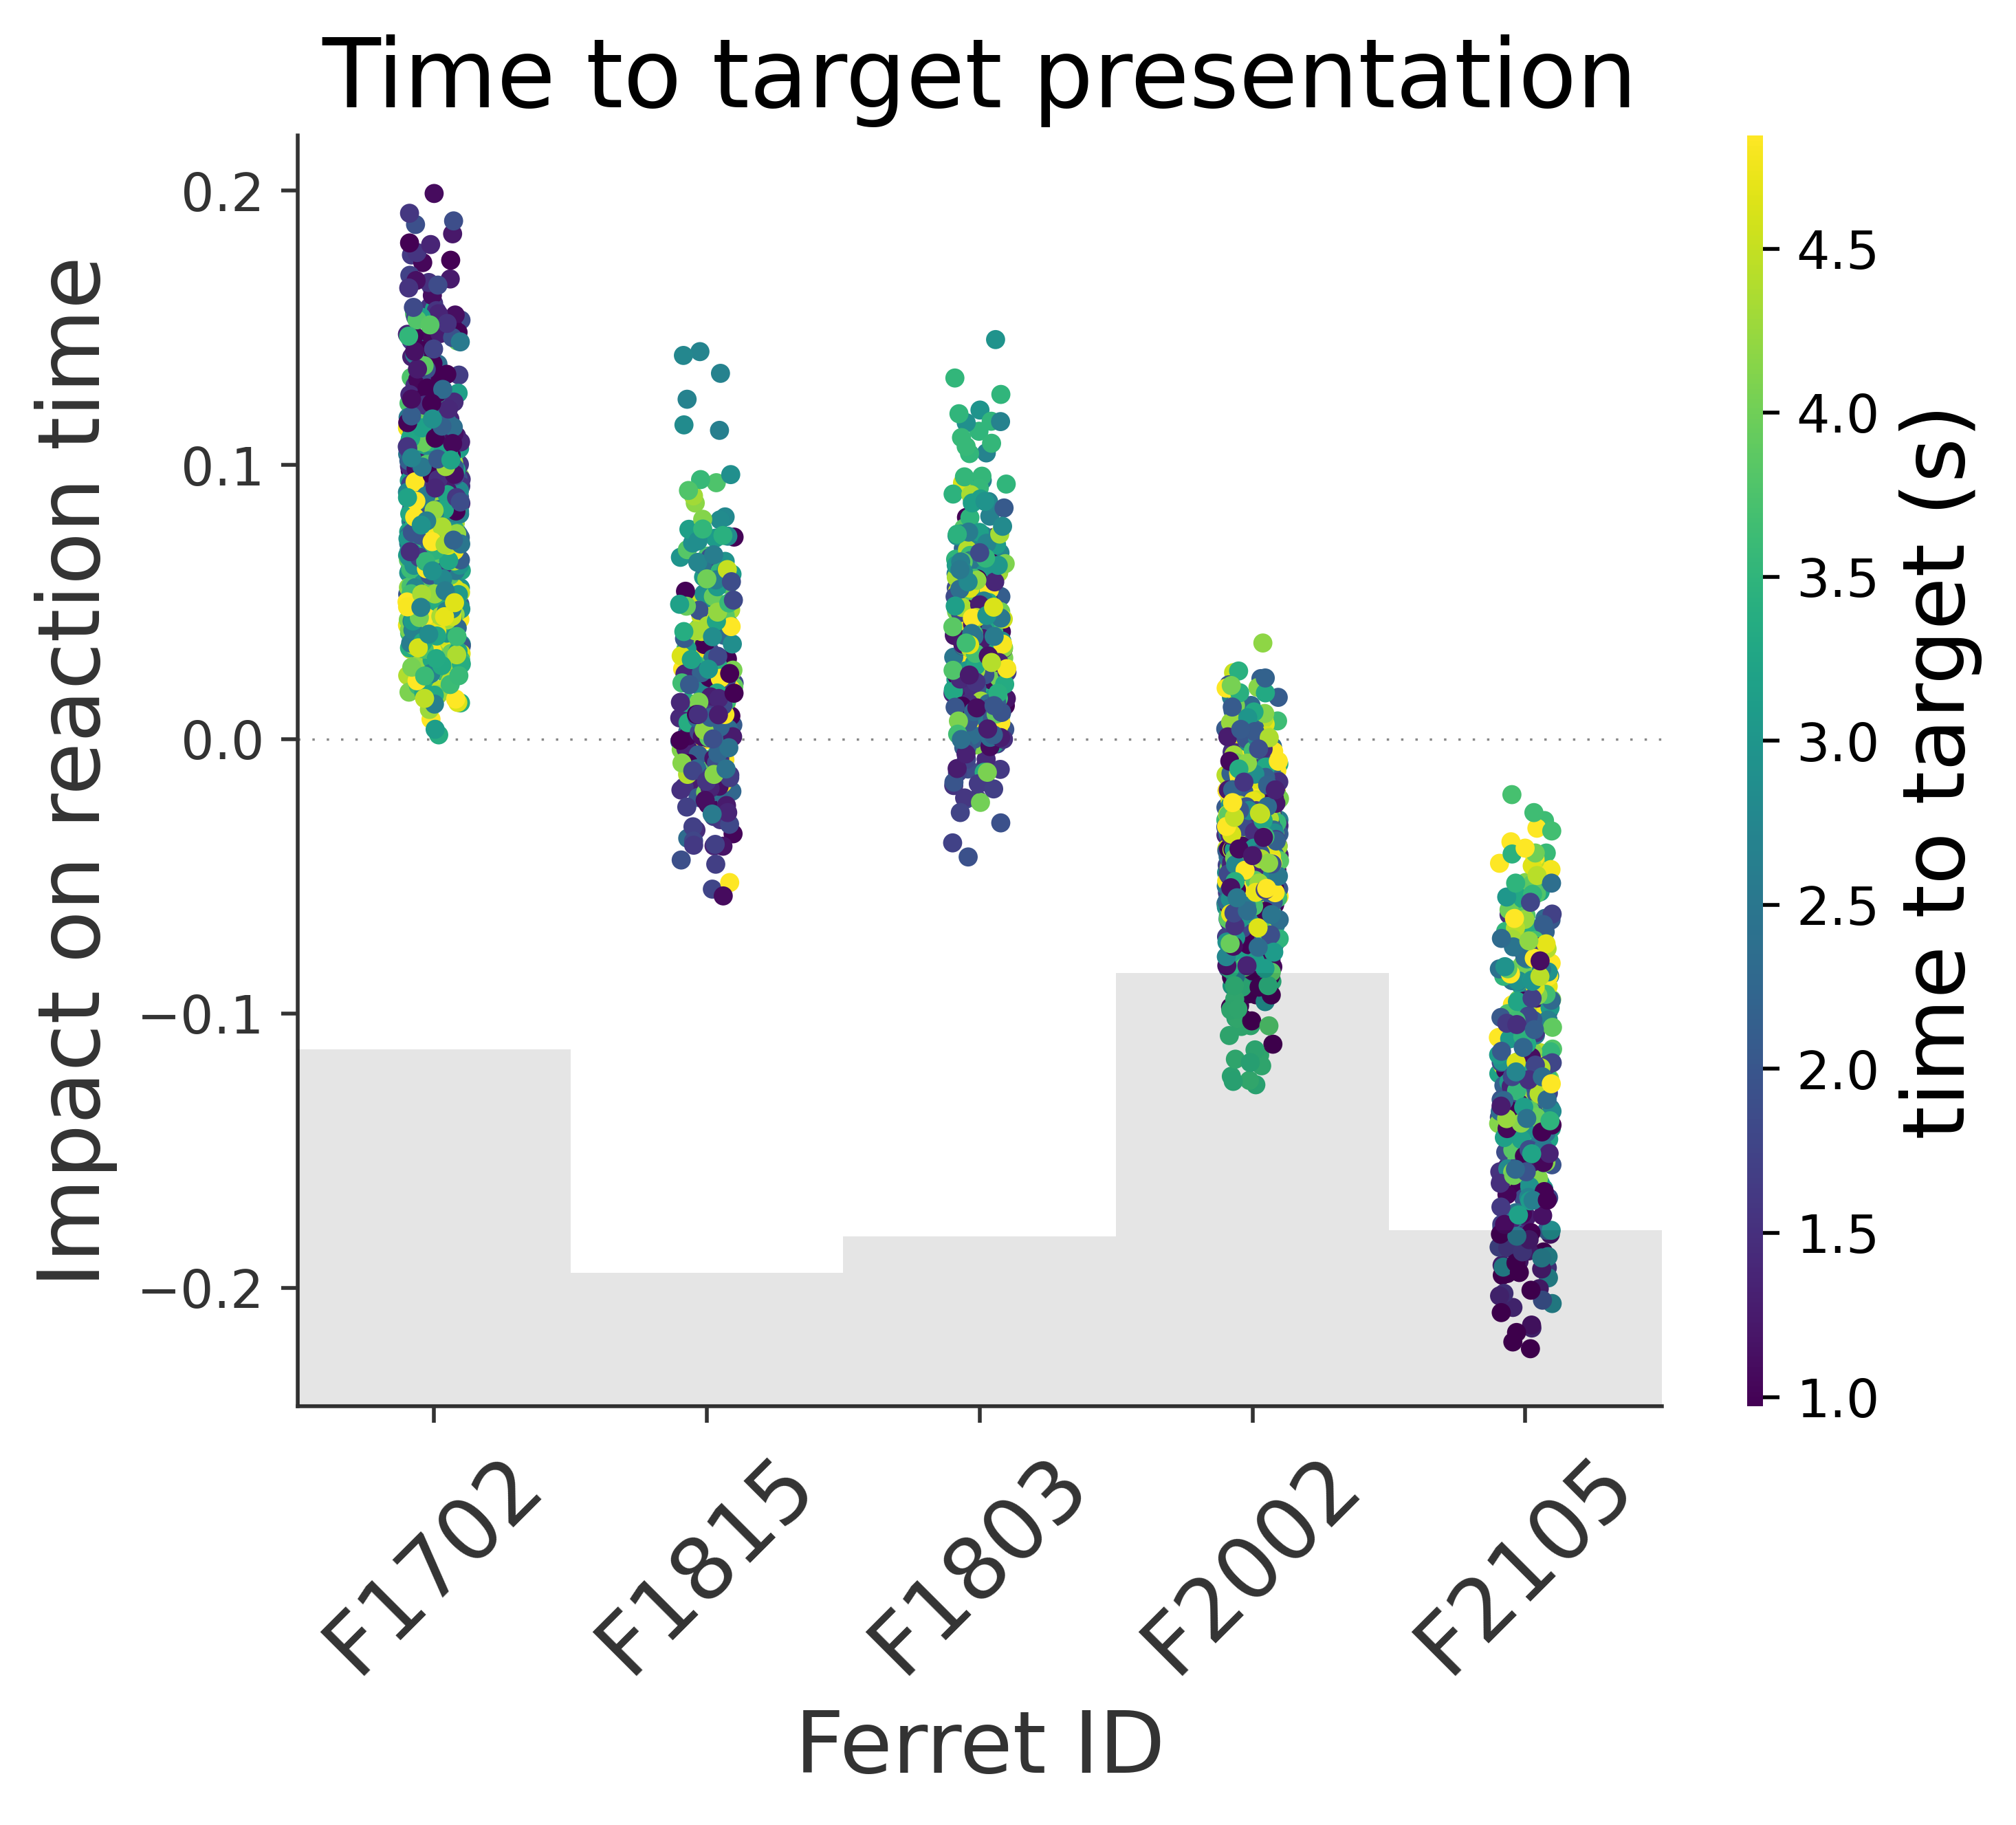 Time to target presentation
Impact on reaction time
0.2
0.1
0.0
−0.1
−0.2
F1702
F1815
F1803
F2002
F2105
Ferret ID
4.5
4.0
3.5
3.0
2.5
2.0
1.5
1.0
time to target (s)